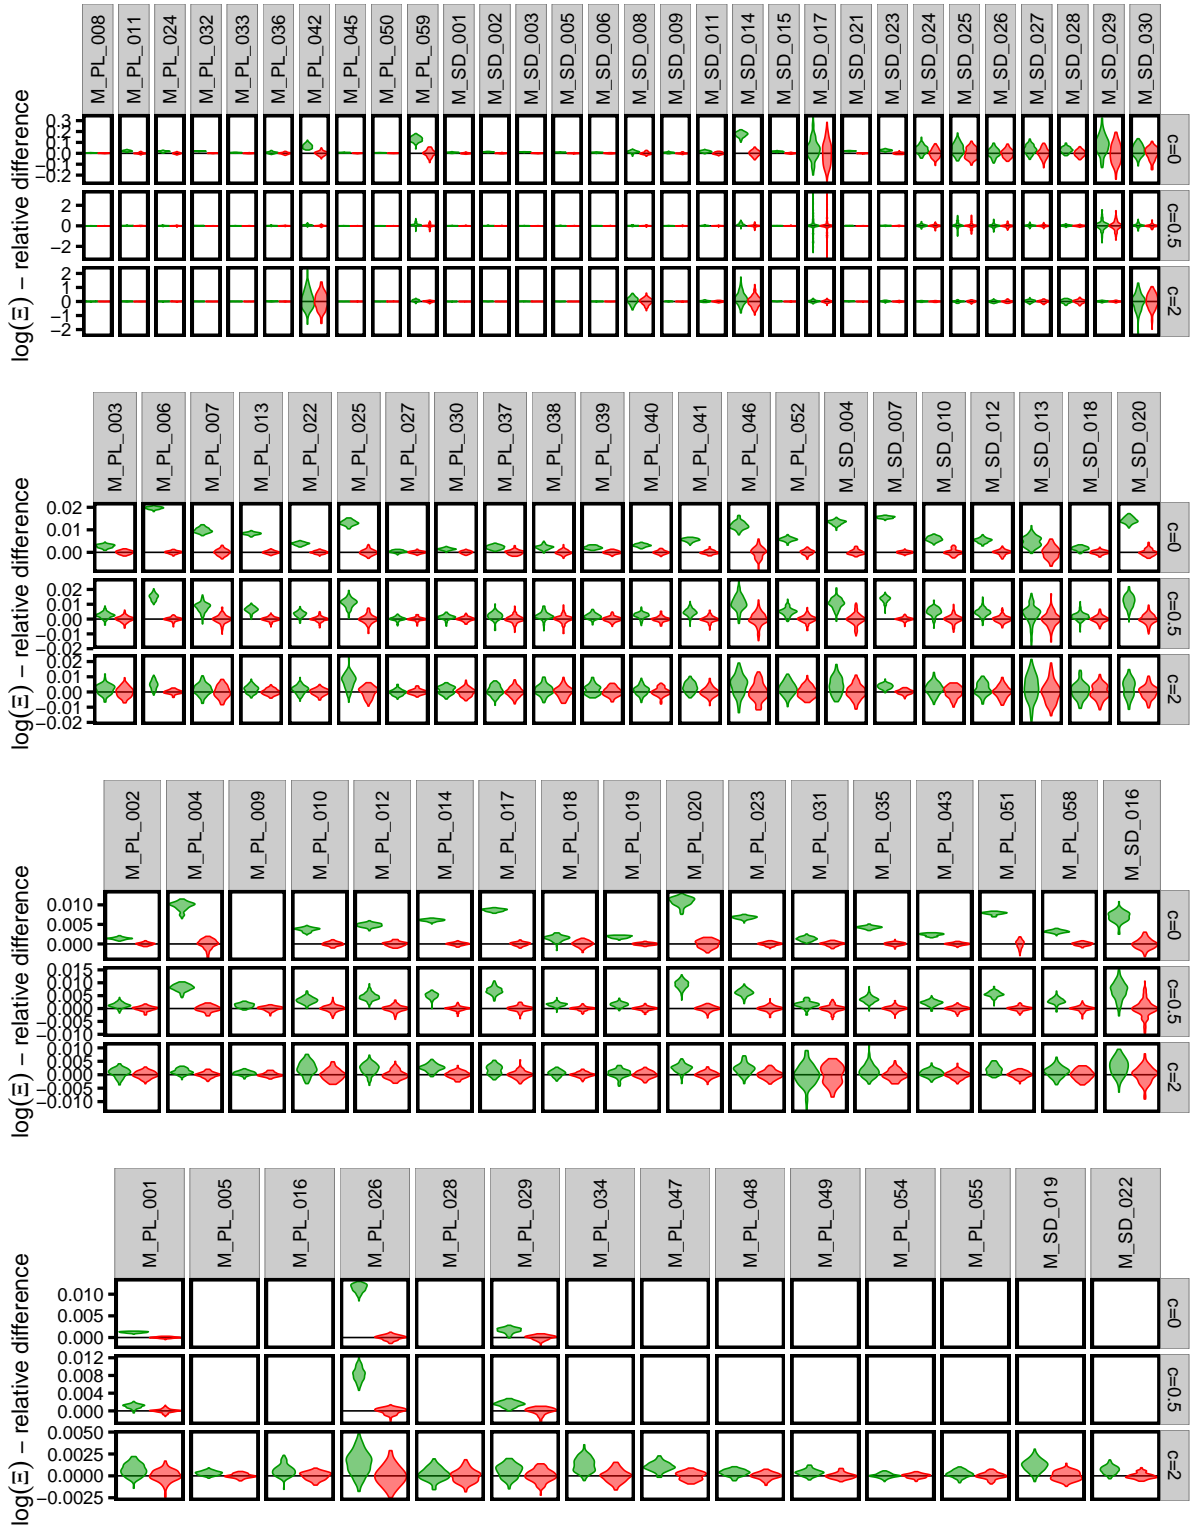 M_PL_008 M_PL_011 M_PL_024 M_PL_032 M_PL_033 M_PL_036 M_PL_042 M_PL_045 M_PL_050 M_PL_059 M_SD_001 M_SD_002 M_SD_003 M_SD_005 M_SD_006 M_SD_008 M_SD_009 M_SD_011 M_SD_014 M_SD_015 M_SD_017 M_SD_021 M_SD_023 M_SD_024 M_SD_025 M_SD_026 M_SD_027 M_SD_028 M_SD_029 M_SD_030
log(Ξ) − relative difference
0.3
0.2
0.1
0.0
−0.1
−0.2
c=0
2
0
−2
c=0.5
2
1
0
−1
−2
c=2
M_PL_003 M_PL_006 M_PL_007 M_PL_013 M_PL_022 M_PL_025 M_PL_027 M_PL_030 M_PL_037 M_PL_038 M_PL_039 M_PL_040 M_PL_041 M_PL_046 M_PL_052 M_SD_004 M_SD_007 M_SD_010 M_SD_012 M_SD_013 M_SD_018 M_SD_020
log(Ξ) − relative difference
0.02
0.01
0.00
c=0
0.02
0.01
0.00
−0.01
−0.02
c=0.5
0.02
0.01
0.00
−0.01
−0.02
c=2
M_PL_002 M_PL_004 M_PL_009 M_PL_010 M_PL_012 M_PL_014 M_PL_017 M_PL_018 M_PL_019 M_PL_020 M_PL_023 M_PL_031 M_PL_035 M_PL_043 M_PL_051 M_PL_058 M_SD_016
log(Ξ) − relative difference
0.010
0.005
0.000
c=0
0.015
0.010
0.005
0.000
−0.005
−0.010
c=0.5
0.010
0.005
0.000
−0.005
−0.010
c=2
M_PL_001 M_PL_005 M_PL_016 M_PL_026 M_PL_028 M_PL_029 M_PL_034 M_PL_047 M_PL_048 M_PL_049 M_PL_054 M_PL_055 M_SD_019 M_SD_022
log(Ξ) − relative difference
0.010
0.005
0.000
c=0
0.012
0.008
0.004
0.000
c=0.5
0.0050
0.0025
0.0000
−0.0025
c=2